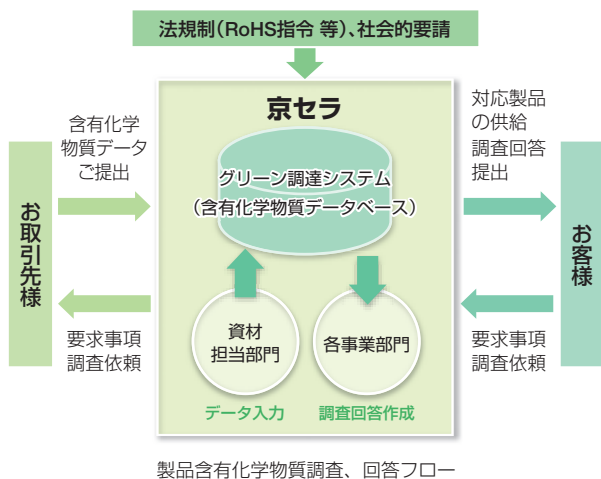 法規制（RoHS指令 等）、社会的要請
京セラ
含有化学
物質データ
ご提出
対応製品
の供給
調査回答
提出
グリーン調達システム
（含有化学物質データベース）
お取引先様
お客様
要求事項
調査依頼
資材
担当部門
各事業部門
要求事項
調査依頼
データ入力
調査回答作成
製品含有化学物質調査、回答フロー